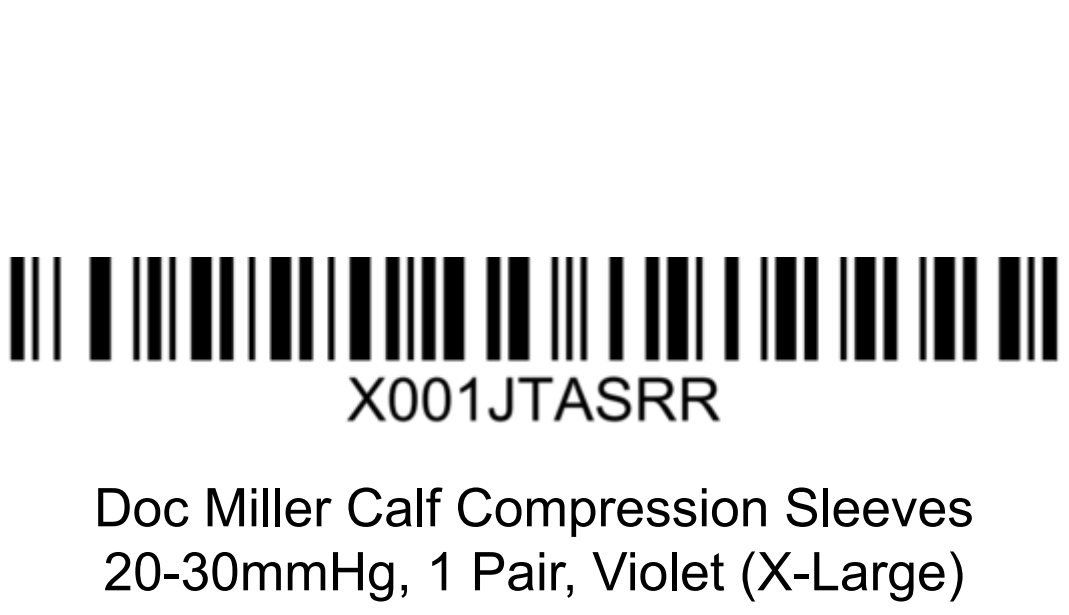 X001JTASRR
Doc Miller Calf Compression Sleeves
20-30mmHg, 1 Pair, Violet (X-Large)